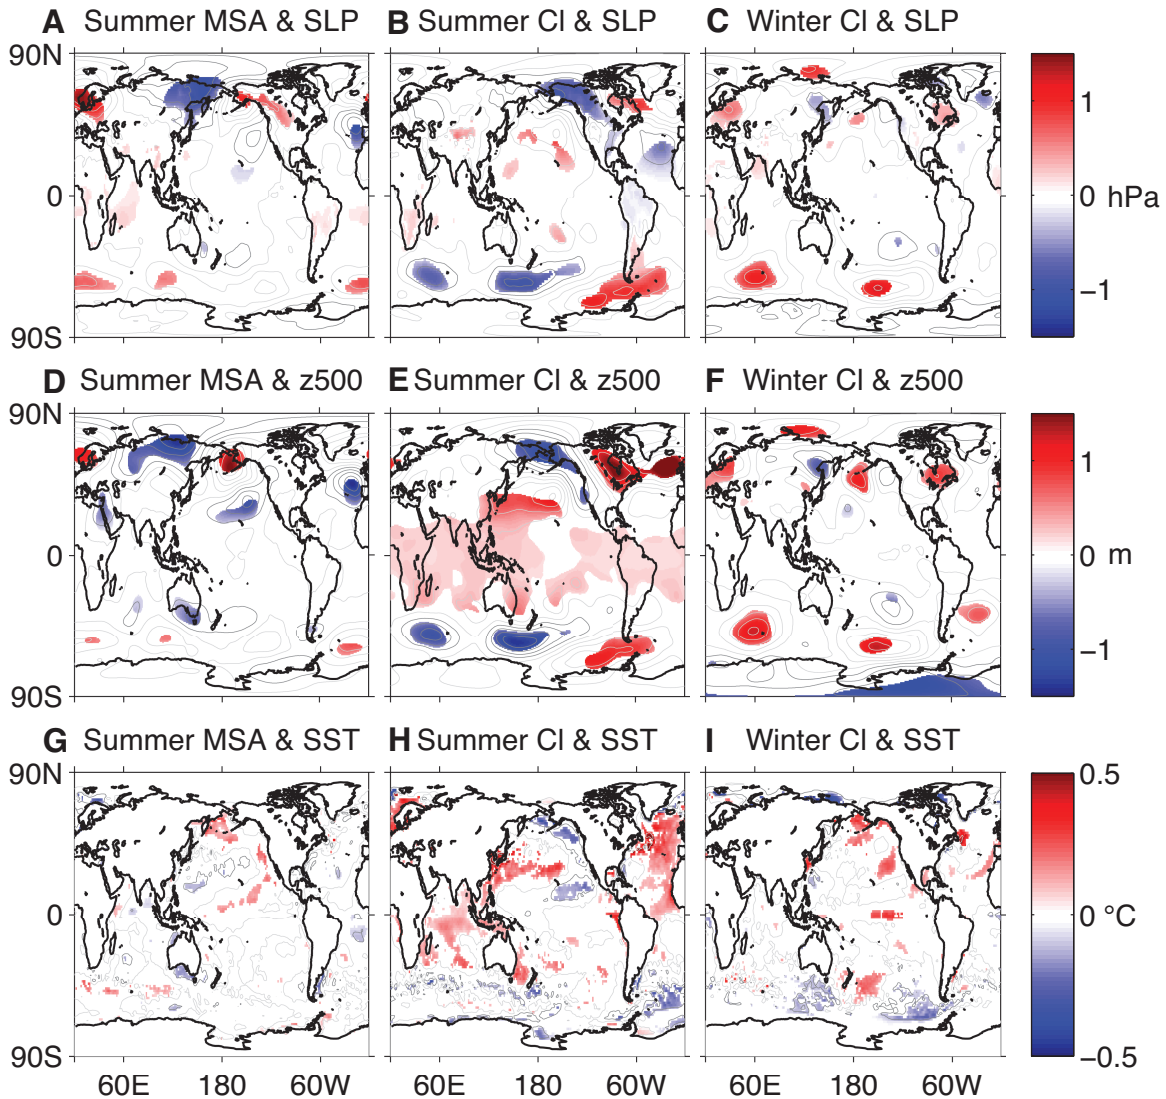 A Summer MSA & SLP
B Summer Cl & SLP
C Winter Cl & SLP
90N
0
90S
1
0 hPa
−1
D Summer MSA & z500
E Summer Cl & z500
F Winter Cl & z500
90N
0
90S
1
0 m
−1
G Summer MSA & SST
H Summer Cl & SST
I Winter Cl & SST
90N
0
90S
0.5
0 °C
−0.5
60E 180 60W
60E 180 60W
60E 180 60W